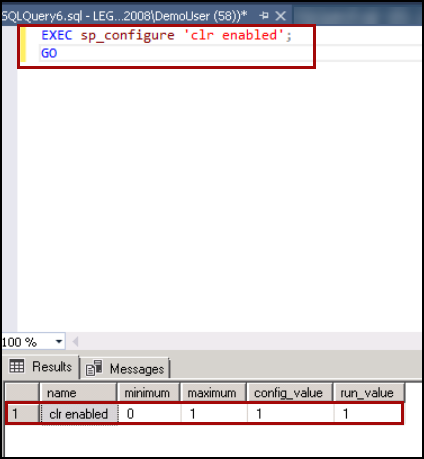 SQLQuery6.sql - LEG...2008\DemoUser (58))*
EXEC sp_configure 'clr enabled';
GO
100 %
Results Messages
name minimum maximum config_value run_value
1 clr enabled 0 1 1 1